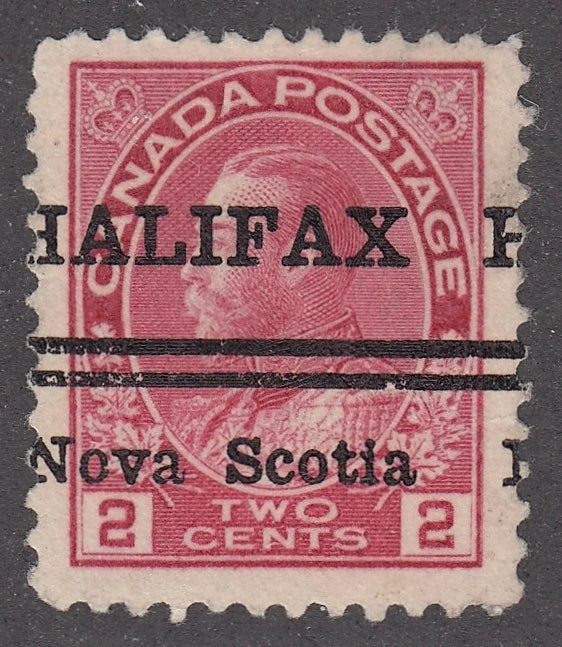 CANADA POSTAGE
HALIFAX H
Nova Scotia
2 TWO CENTS 2